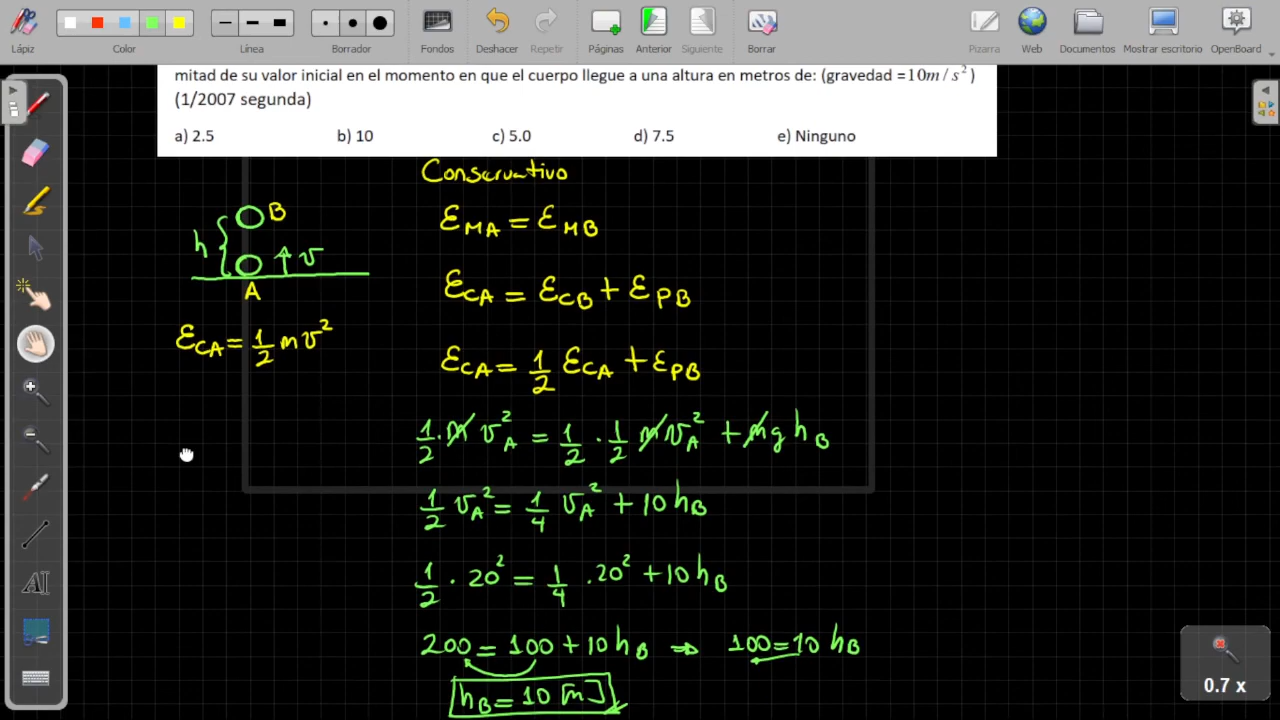 Lápiz Color Línea Borrador Fondos Deshacer Repetir Páginas Anterior Siguiente Borrar Pizarra Web Documentos Mostrar escritorio OpenBoard
mitad de su valor inicial en el momento en que el cuerpo llegue a una altura en metros de: (gravedad =10m / s²)
(1/2007 segunda)
a) 2.5 b) 10 c) 5.0 d) 7.5 e) Ninguno
Conservativo
B
h
v
A
ε_CA = 1/2 m v²
ε_MA = ε_MB
ε_CA = ε_CB + ε_PB
ε_CA = 1/2 ε_CA + ε_PB
1/2 · m v_A² = 1/2 · 1/2 m v_A² + m g h_B
1/2 v_A² = 1/4 v_A² + 10 h_B
1/2 · 20² = 1/4 · 20² + 10 h_B
200 = 100 + 10 h_B ⇒ 100 = 10 h_B
h_B = 10 [m]
0.7 x